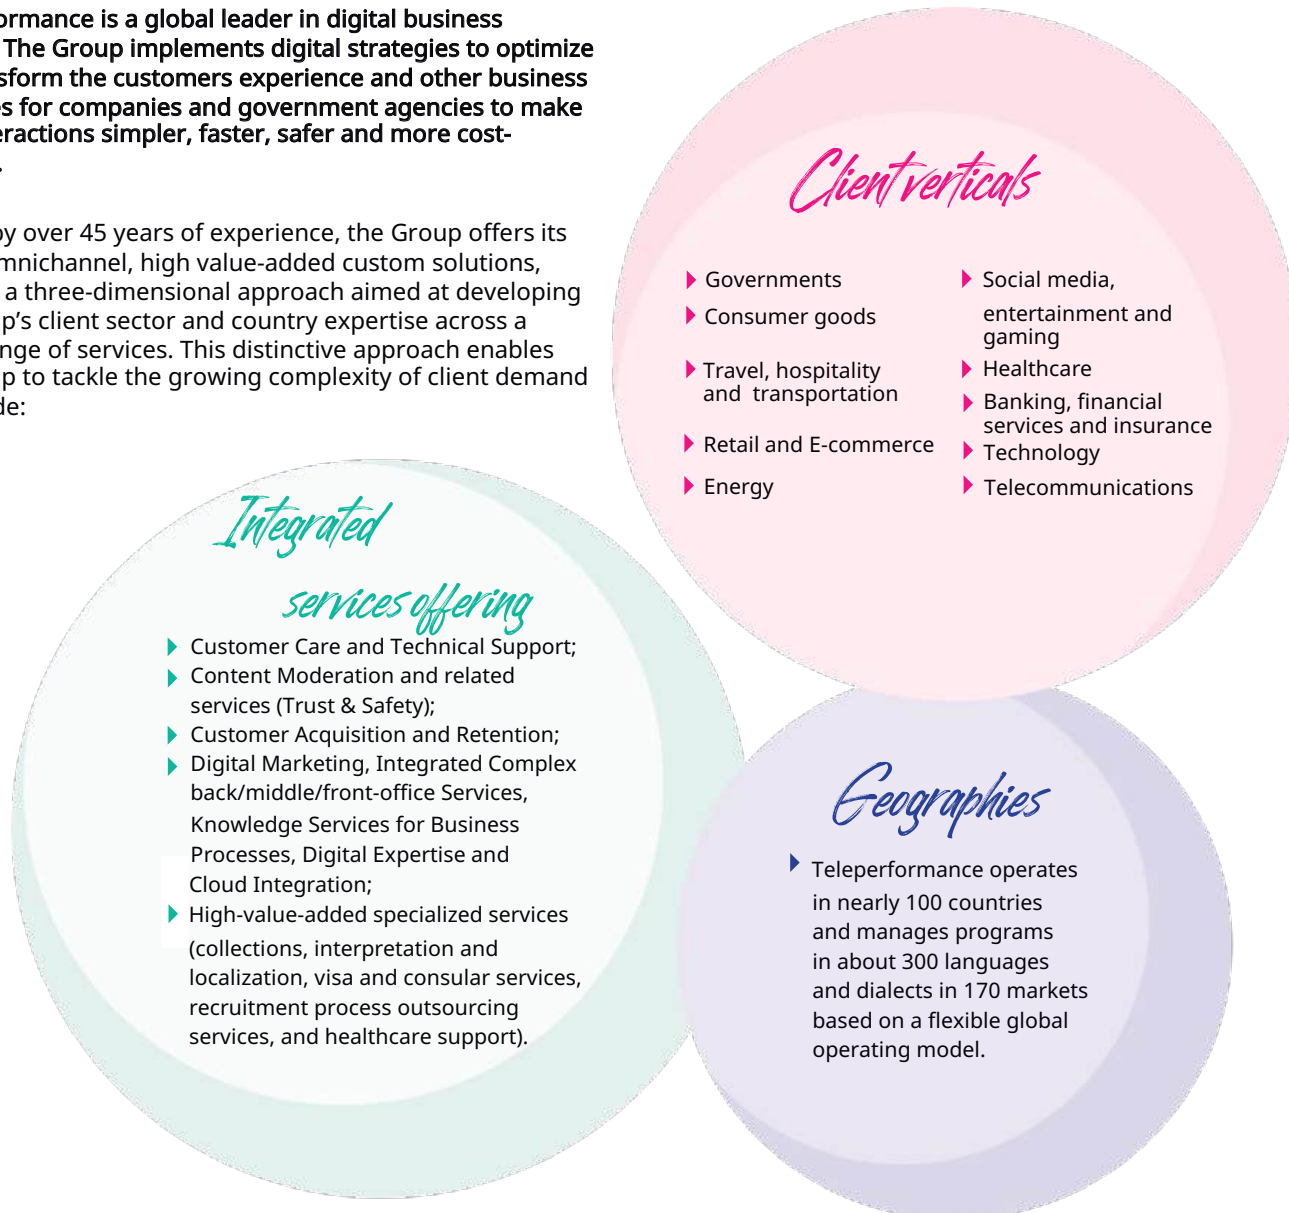 ormance is a global leader in digital business
The Group implements digital strategies to optimize
sform the customers experience and other business
es for companies and government agencies to make
eractions simpler, faster, safer and more cost-
.
by over 45 years of experience, the Group offers its
mnichannel, high value-added custom solutions,
a three-dimensional approach aimed at developing
p’s client sector and country expertise across a
nge of services. This distinctive approach enables
p to tackle the growing complexity of client demand
de:
Client verticals
Governments
Consumer goods
Travel, hospitality
and transportation
Retail and E-commerce
Energy
Social media,
entertainment and
gaming
Healthcare
Banking, financial
services and insurance
Technology
Telecommunications
Integrated
services offering
Customer Care and Technical Support;
Content Moderation and related
services (Trust & Safety);
Customer Acquisition and Retention;
Digital Marketing, Integrated Complex
back/middle/front-office Services,
Knowledge Services for Business
Processes, Digital Expertise and
Cloud Integration;
High-value-added specialized services
(collections, interpretation and
localization, visa and consular services,
recruitment process outsourcing
services, and healthcare support).
Geographies
Teleperformance operates
in nearly 100 countries
and manages programs
in about 300 languages
and dialects in 170 markets
based on a flexible global
operating model.